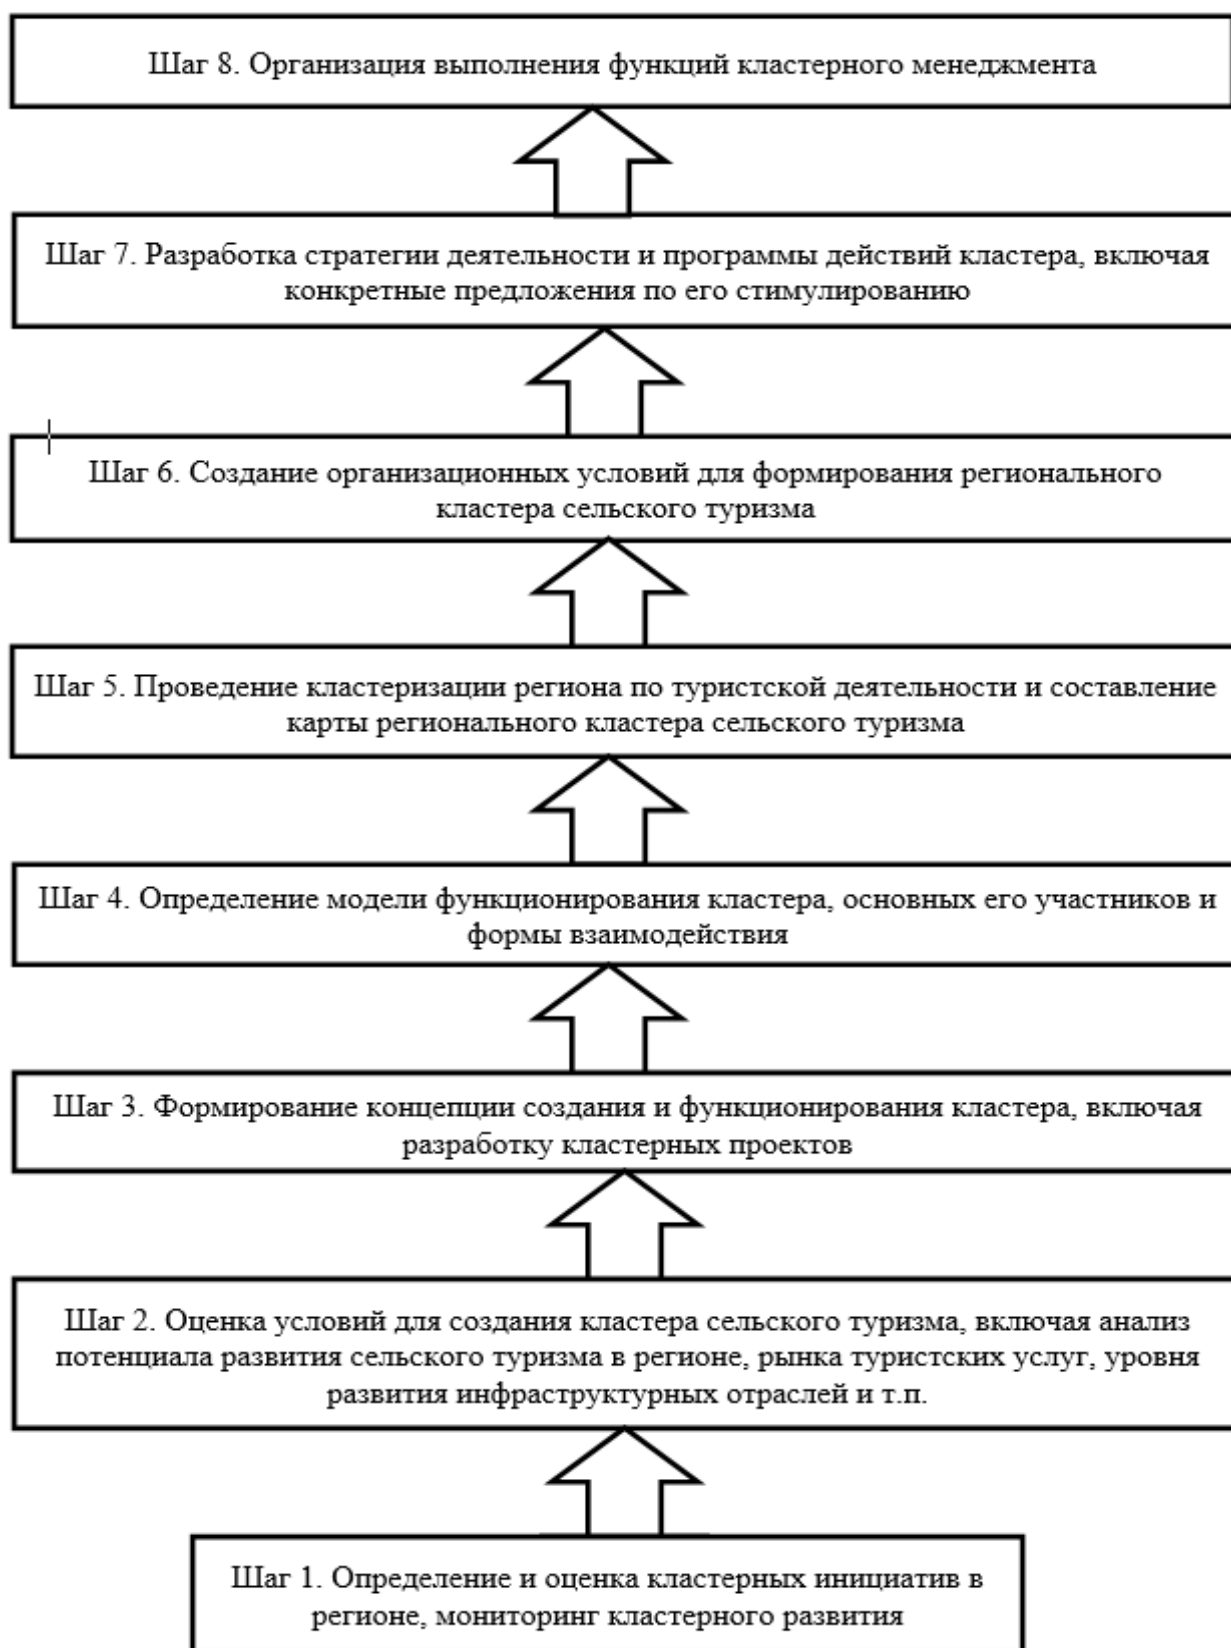 Шаг 8. Организация выполнения функций кластерного менеджмента
Шаг 7. Разработка стратегии деятельности и программы действий кластера, включая
конкретные предложения по его стимулированию
Шаг 6. Создание организационных условий для формирования регионального
кластера сельского туризма
Шаг 5. Проведение кластеризации региона по туристской деятельности и составление
карты регионального кластера сельского туризма
Шаг 4. Определение модели функционирования кластера, основных его участников и
формы взаимодействия
Шаг 3. Формирование концепции создания и функционирования кластера, включая
разработку кластерных проектов
Шаг 2. Оценка условий для создания кластера сельского туризма, включая анализ
потенциала развития сельского туризма в регионе, рынка туристских услуг, уровня
развития инфраструктурных отраслей и т.п.
Шаг 1. Определение и оценка кластерных инициатив в
регионе, мониторинг кластерного развития